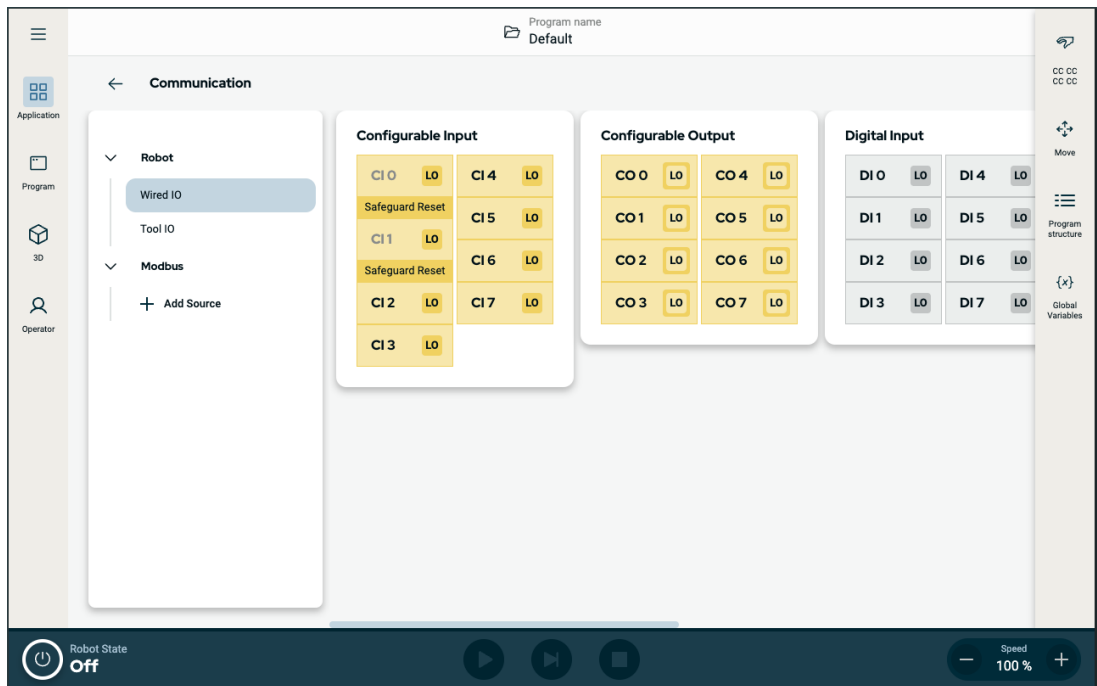 Program name
Default
Application
Program
3D
Operator
Communication
Robot
Wired IO
Tool IO
Modbus
Add Source
Configurable Input
CI 0 LO CI 4 LO
Safeguard Reset
CI 5 LO
CI 1 LO
CI 6 LO
Safeguard Reset
CI 2 LO CI 7 LO
CI 3 LO
Configurable Output
CO 0 LO CO 4 LO
CO 1 LO CO 5 LO
CO 2 LO CO 6 LO
CO 3 LO CO 7 LO
Digital Input
DI 0 LO DI 4 LO
DI 1 LO DI 5 LO
DI 2 LO DI 6 LO
DI 3 LO DI 7 LO
CC CC
CC CC
Move
Program
structure
{x}
Global
Variables
Robot State
Off
Speed
100 %